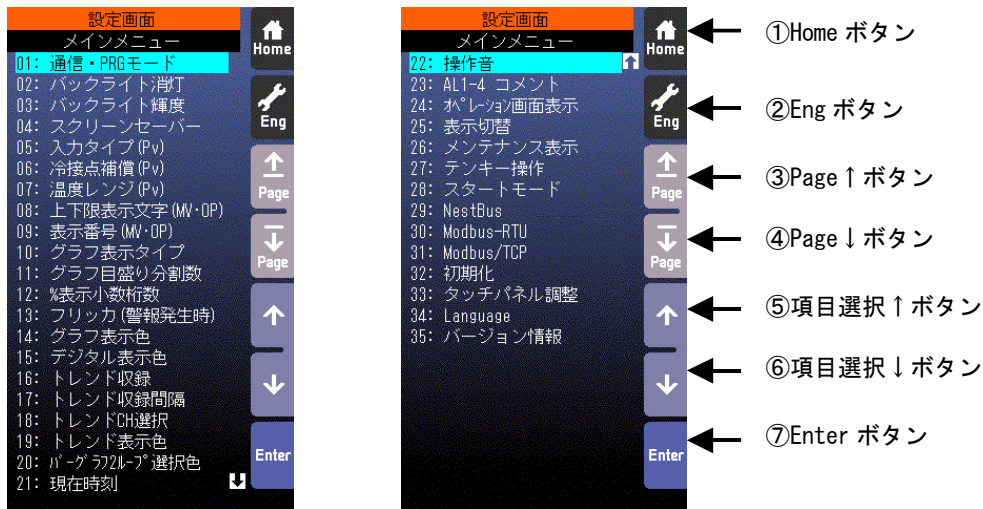 設定画面
メインメニュー
01: 通信・PRGモード
02: バックライト消灯
03: バックライト輝度
04: スクリーンセーバー
05: 入力タイプ(Pv)
06: 冷接点補償(Pv)
07: 温度レンジ(Pv)
08: 上下限表示文字(MV・OP)
09: 表示番号(MV・OP)
10: グラフ表示タイプ
11: グラフ目盛り分割数
12: %表示小数桁数
13: フリッカ(警報発生時)
14: グラフ表示色
15: デジタル表示色
16: トレンド収録
17: トレンド収録間隔
18: トレンドCH選択
19: トレンド表示色
20: バーグラフ2ループ選択色
21: 現在時刻
Home
Eng
Page
Page
Enter
設定画面
メインメニュー
22: 操作音
23: AL1-4 コメント
24: オペレーション画面表示
25: 表示切替
26: メンテナンス表示
27: テンキー操作
28: スタートモード
29: NestBus
30: Modbus-RTU
31: Modbus/TCP
32: 初期化
33: タッチパネル調整
34: Language
35: バージョン情報
Home
Eng
Page
Page
Enter
①Home ボタン
②Eng ボタン
③Page↑ボタン
④Page↓ボタン
⑤項目選択↑ボタン
⑥項目選択↓ボタン
⑦Enter ボタン